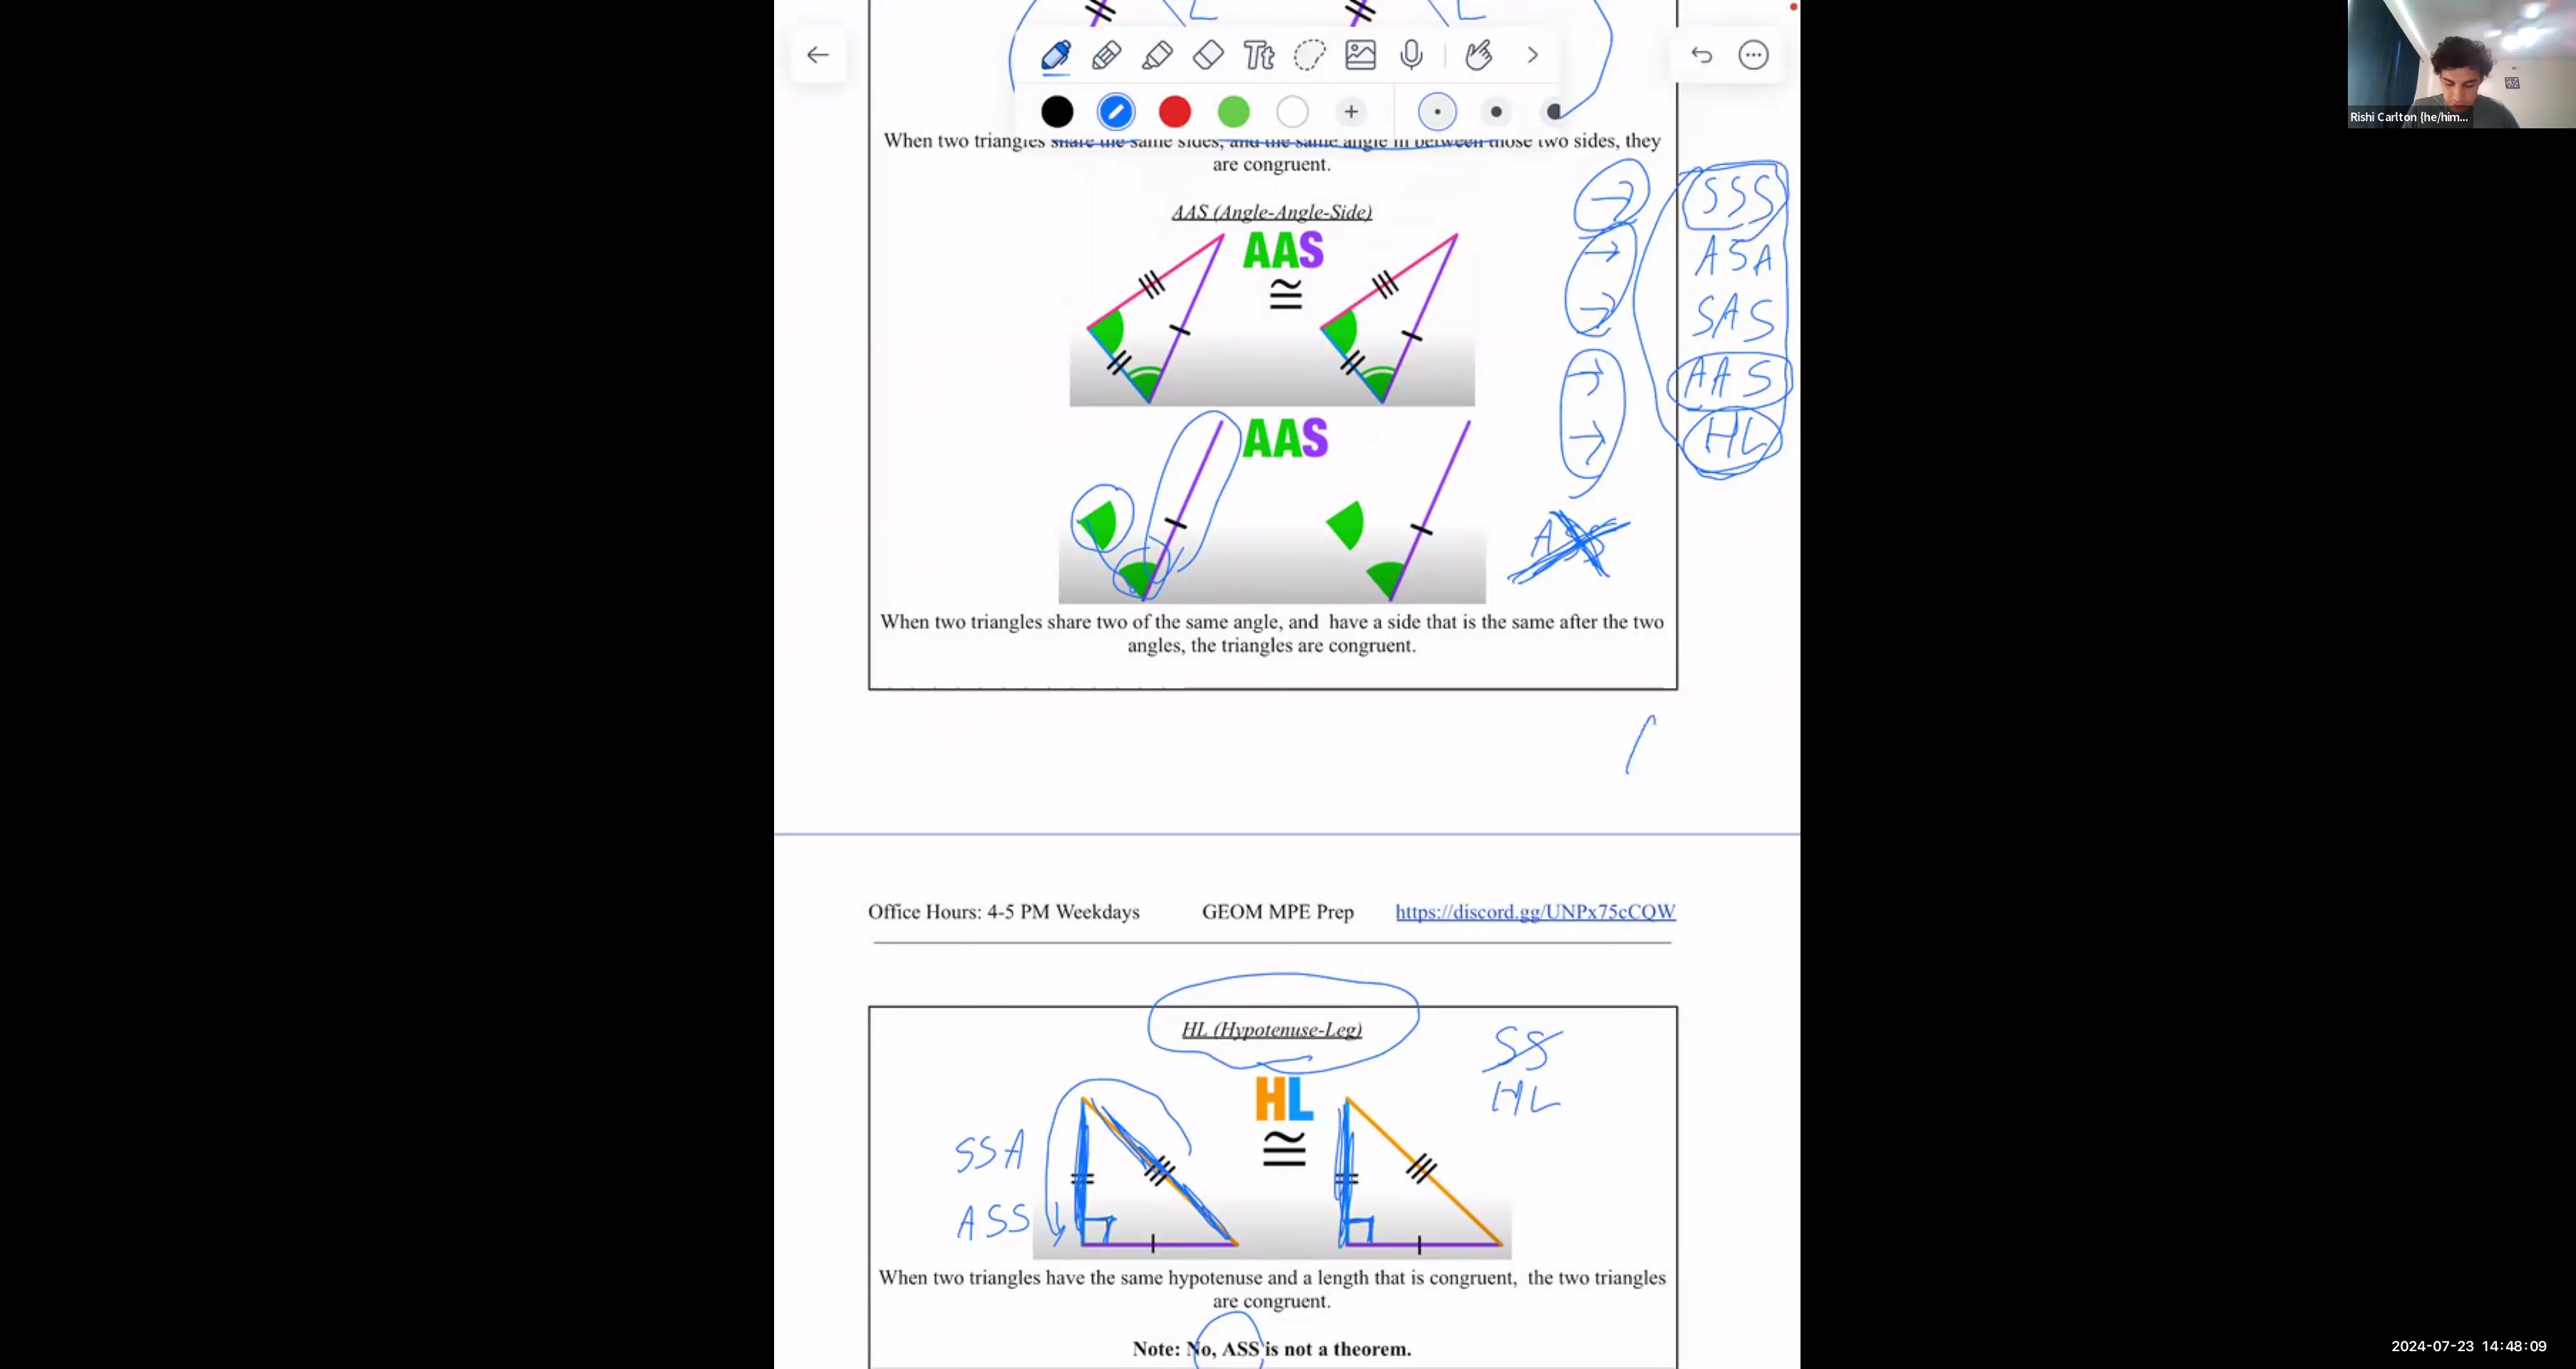 Rishi Carlton {he/him...
When two triangles share the same sides, and the same angle in between those two sides, they
are congruent.
SSS
ASA
SAS
AAS
HL
AAS (Angle-Angle-Side)
AAS
≅
AAS
ASS
When two triangles share two of the same angle, and have a side that is the same after the two
angles, the triangles are congruent.
Office Hours: 4-5 PM Weekdays GEOM MPE Prep https://discord.gg/UNPx75cCQW
HL (Hypotenuse-Leg)
SS
HL
HL
≅
SSA
ASS
When two triangles have the same hypotenuse and a length that is congruent, the two triangles
are congruent.
Note: No, ASS is not a theorem.
Tt
2024-07-23 14:48:09